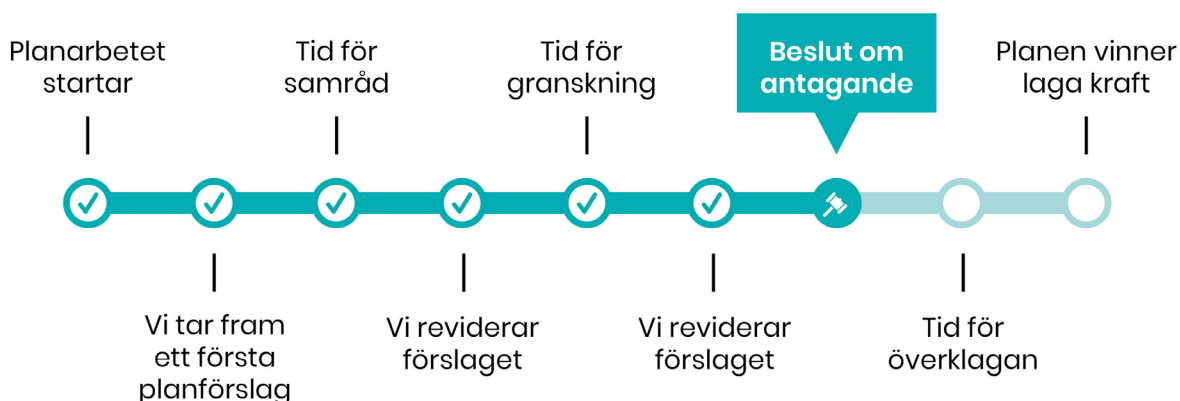 Planarbetet
startar
Vi tar fram
ett första
planförslag
Tid för
samråd
Vi reviderar
förslaget
Tid för
granskning
Vi reviderar
förslaget
Beslut om
antagande
Tid för
överklagan
Planen vinner
laga kraft